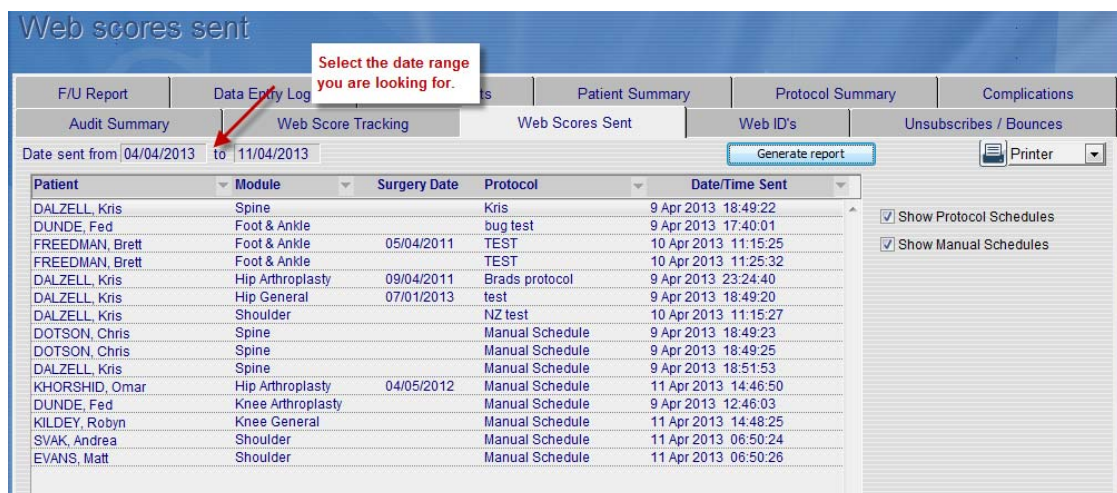 Web scores sent
Select the date range
you are looking for.
F/U Report Data Entry Log ts Patient Summary Protocol Summary Complications
Audit Summary Web Score Tracking Web Scores Sent Web ID's Unsubscribes / Bounces
Date sent from 04/04/2013 to 11/04/2013 Generate report Printer
Patient Module Surgery Date Protocol Date/Time Sent
DALZELL, Kris Spine Kris 9 Apr 2013 18:49:22
Show Protocol Schedules
DUNDE, Fed Foot & Ankle bug test 9 Apr 2013 17:40:01
FREEDMAN, Brett Foot & Ankle 05/04/2011 TEST 10 Apr 2013 11:15:25
Show Manual Schedules
FREEDMAN, Brett Foot & Ankle TEST 10 Apr 2013 11:25:32
DALZELL, Kris Hip Arthroplasty 09/04/2011 Brads protocol 9 Apr 2013 23:24:40
DALZELL, Kris Hip General 07/01/2013 test 9 Apr 2013 18:49:20
DALZELL, Kris Shoulder NZ test 10 Apr 2013 11:15:27
DOTSON, Chris Spine Manual Schedule 9 Apr 2013 18:49:23
DOTSON, Chris Spine Manual Schedule 9 Apr 2013 18:49:25
DALZELL, Kris Spine Manual Schedule 9 Apr 2013 18:51:53
KHORSHID, Omar Hip Arthroplasty 04/05/2012 Manual Schedule 11 Apr 2013 14:46:50
DUNDE, Fed Knee Arthroplasty Manual Schedule 9 Apr 2013 12:46:03
KILDEY, Robyn Knee General Manual Schedule 11 Apr 2013 14:48:25
SVAK, Andrea Shoulder Manual Schedule 11 Apr 2013 06:50:24
EVANS, Matt Shoulder Manual Schedule 11 Apr 2013 06:50:26